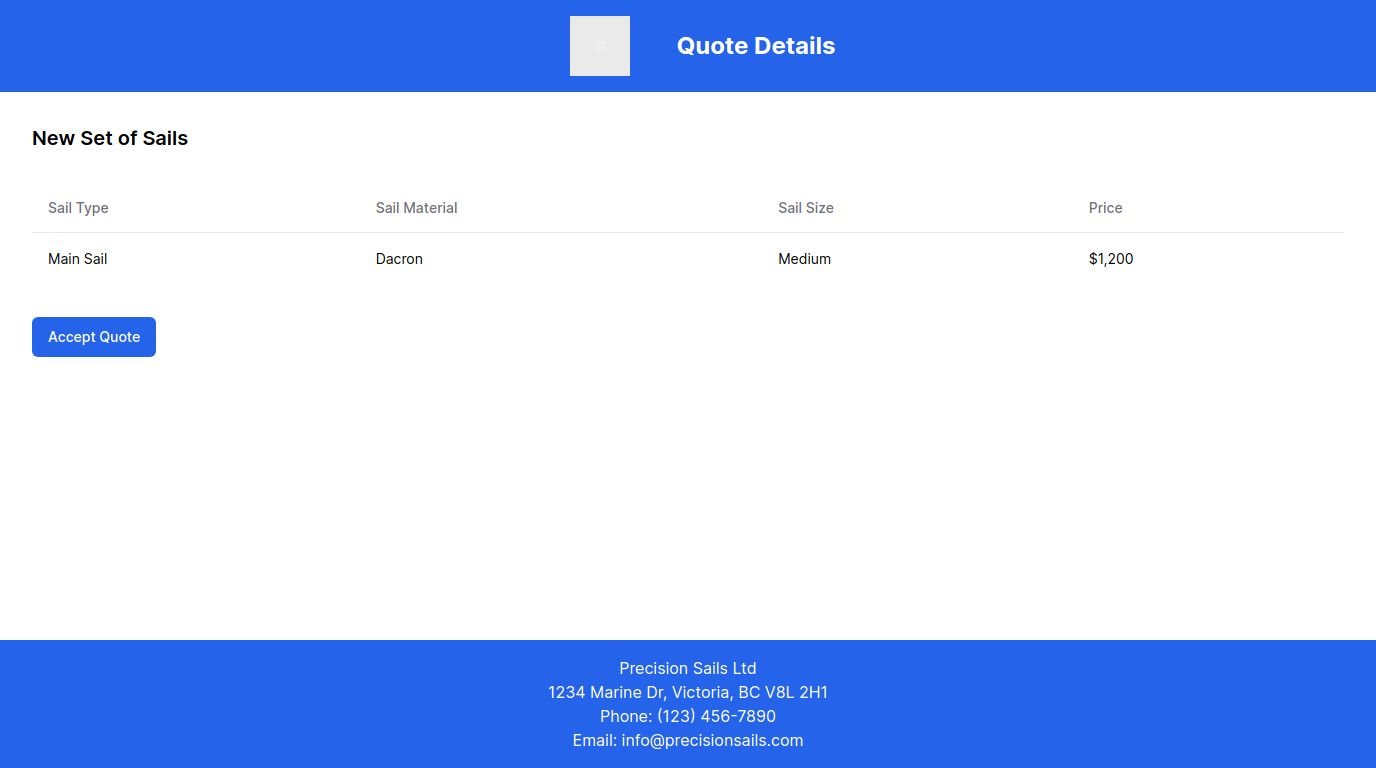 Quote Details
New Set of Sails
Sail Type Sail Material Sail Size Price
Main Sail Dacron Medium $1,200
Accept Quote
Precision Sails Ltd
1234 Marine Dr, Victoria, BC V8L 2H1
Phone: (123) 456-7890
Email: info@precisionsails.com